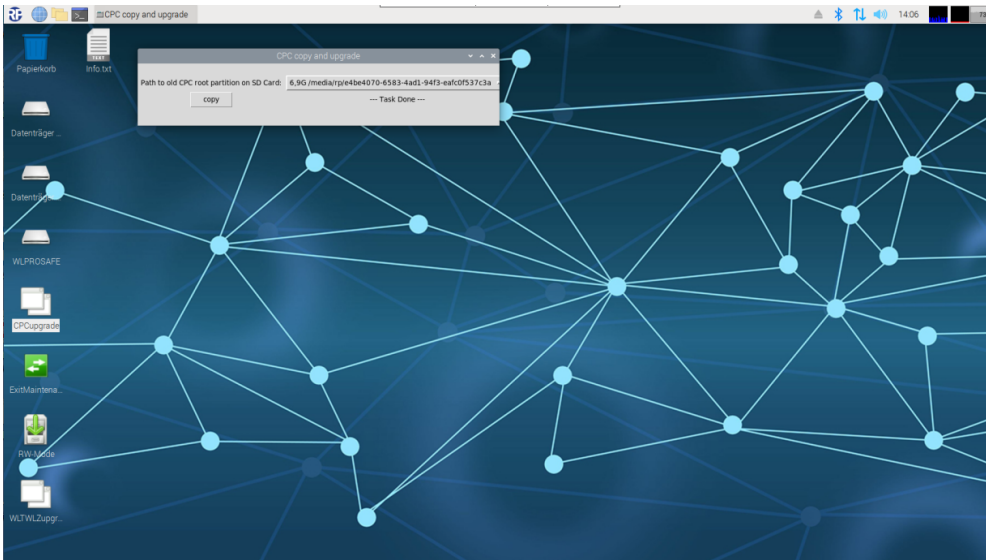 CPC copy and upgrade
14:06
Papierkorb
Info.txt
CPC copy and upgrade
Path to old CPC root partition on SD Card: 6,9G /media/rp/e4be4070-6583-4ad1-94f3-eafc0f537c3a
copy
--- Task Done ---
Datenträger ...
WLPROSAFE
CPCupgrade
ExitMaintena...
RW-Mode
WLTWLZupgr...